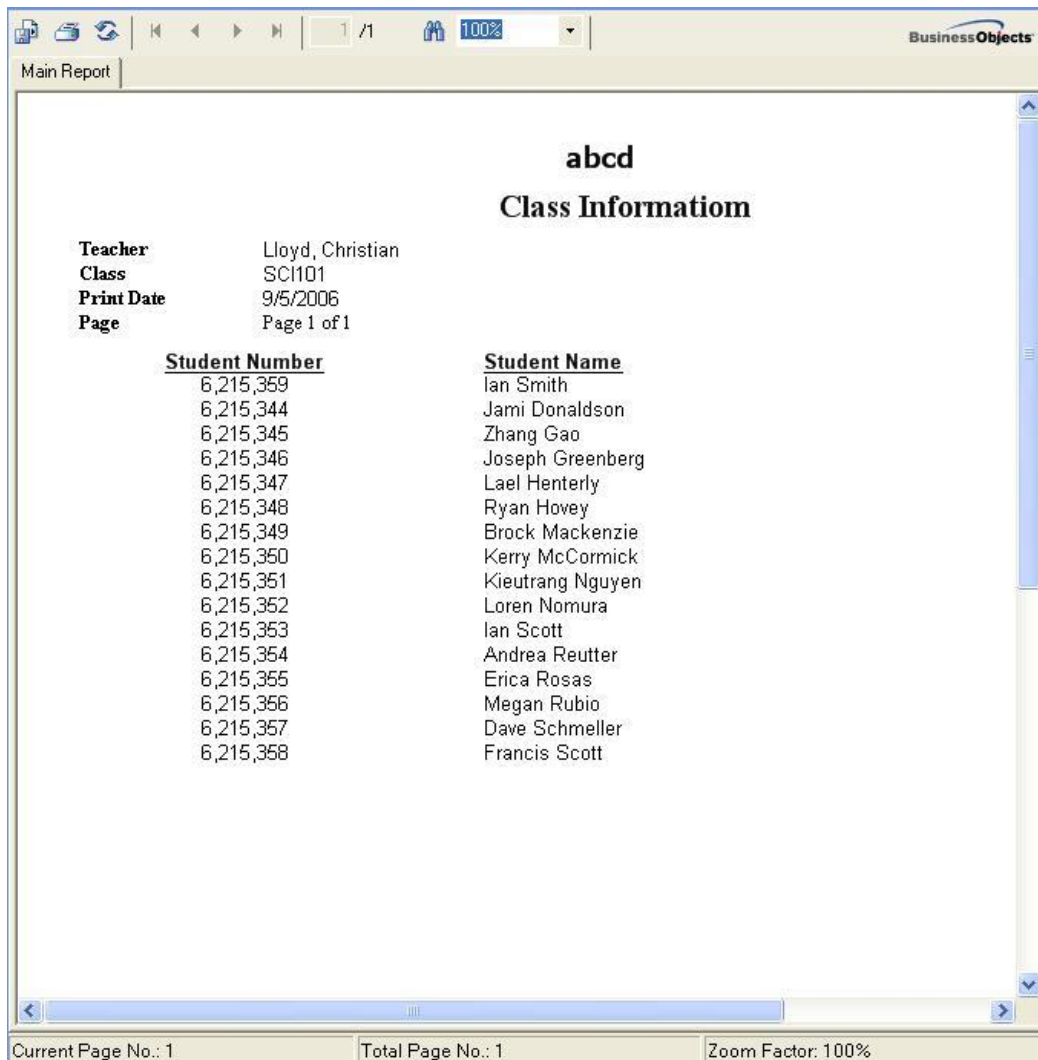 1 /1 100% BusinessObjects
Main Report
abcd
Class Informatiom
Teacher Lloyd, Christian
Class SCI101
Print Date 9/5/2006
Page Page 1 of 1
Student Number Student Name
6,215,359 Ian Smith
6,215,344 Jami Donaldson
6,215,345 Zhang Gao
6,215,346 Joseph Greenberg
6,215,347 Lael Henterly
6,215,348 Ryan Hovey
6,215,349 Brock Mackenzie
6,215,350 Kerry McCormick
6,215,351 Kieutrang Nguyen
6,215,352 Loren Nomura
6,215,353 Ian Scott
6,215,354 Andrea Reutter
6,215,355 Erica Rosas
6,215,356 Megan Rubio
6,215,357 Dave Schmeller
6,215,358 Francis Scott
Current Page No.: 1 Total Page No.: 1 Zoom Factor: 100%